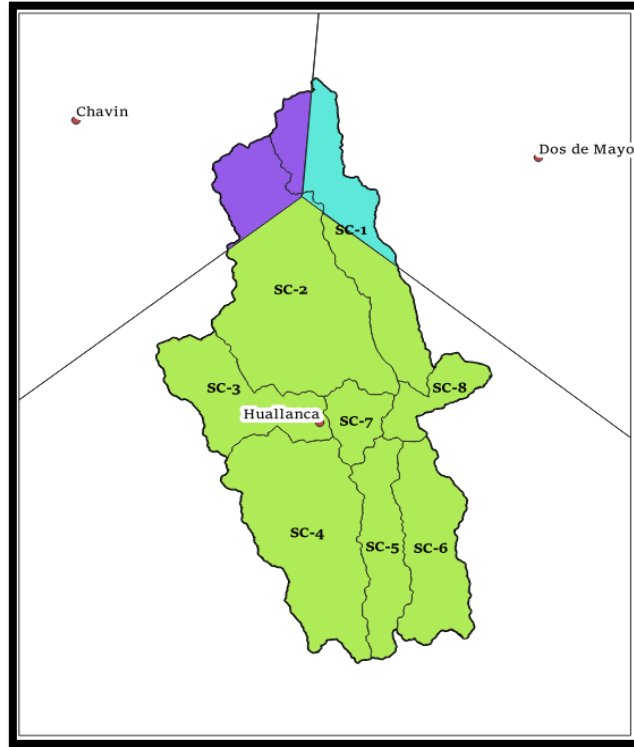 Chavin
Dos de Mayo
SC-1
SC-2
SC-3
SC-8
Huallanca
SC-7
SC-4
SC-5
SC-6